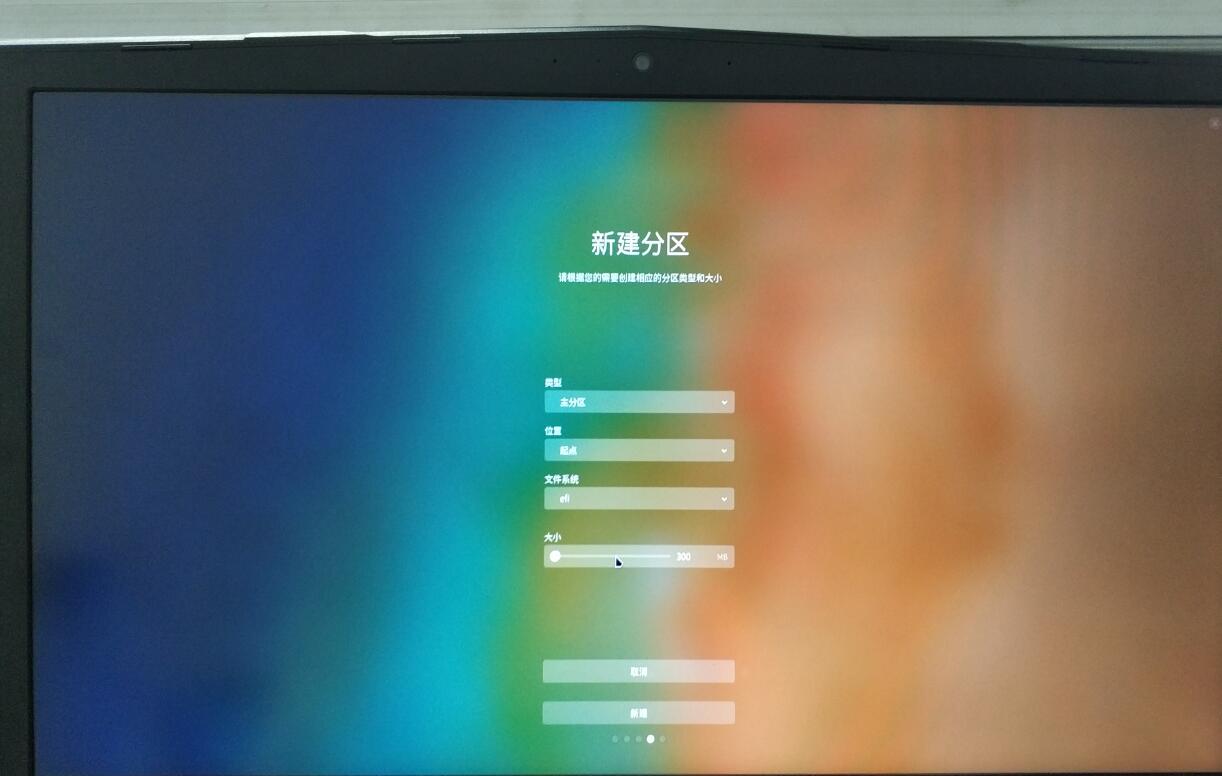 新建分区
请根据您的需要创建相应的分区类型和大小
类型
主分区
位置
起点
文件系统
efi
大小
300 MB
取消
新建